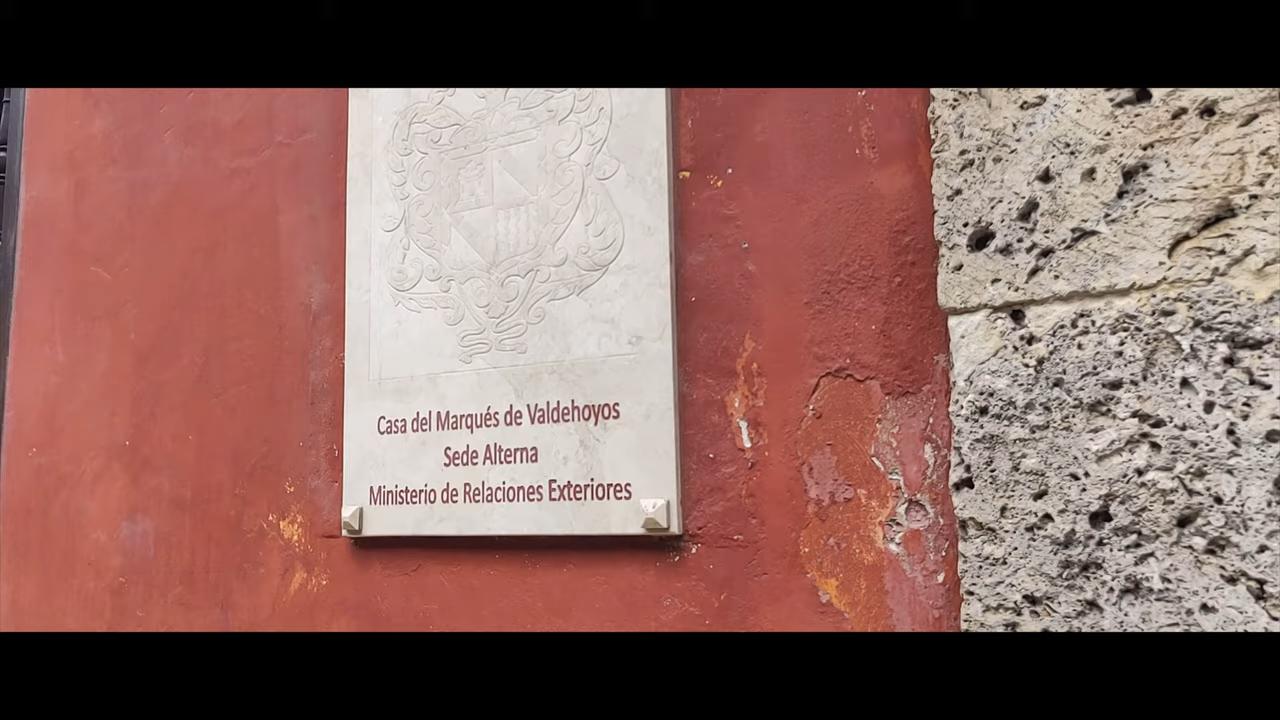 Casa del Marqués de Valdehoyos
Sede Alterna
Ministerio de Relaciones Exteriores